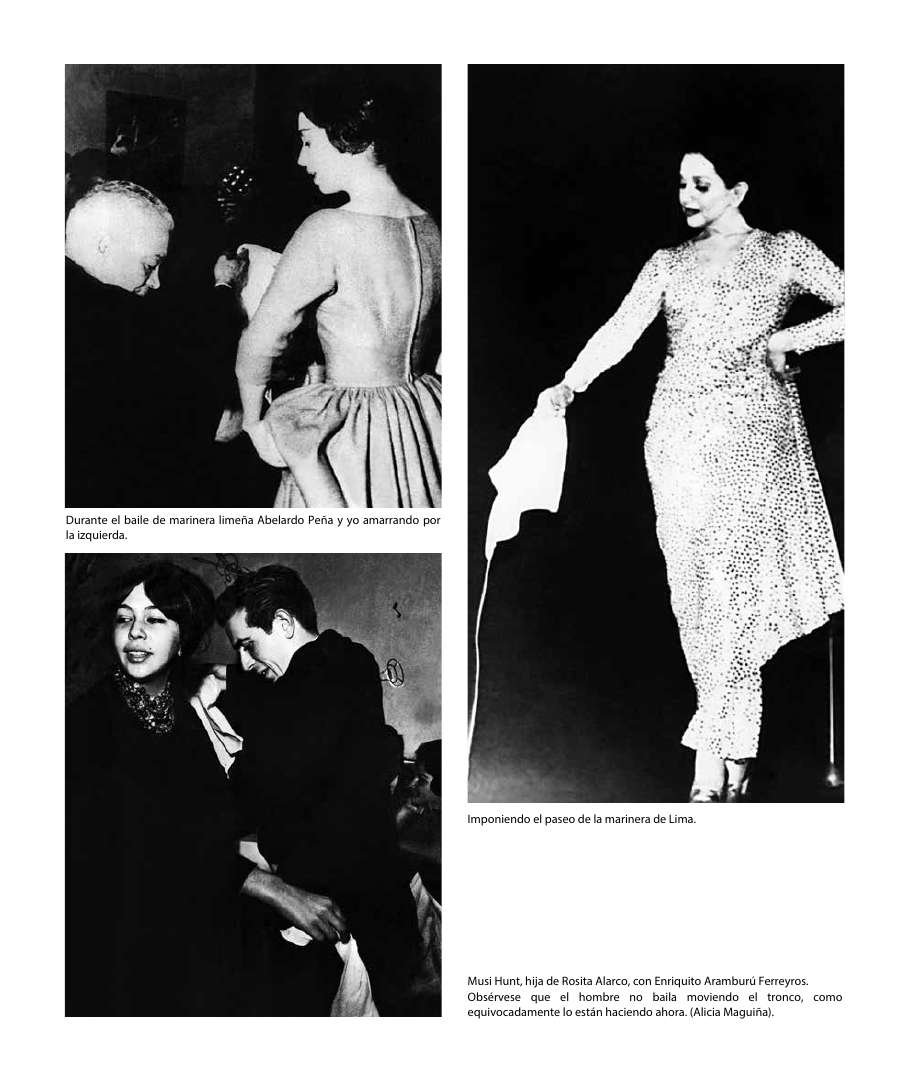 Durante el baile de marinera limeña Abelardo Peña y yo amarrando por
la izquierda.
Imponiendo el paseo de la marinera de Lima.
Musi Hunt, hija de Rosita Alarco, con Enriquito Aramburú Ferreyros.
Obsérvese que el hombre no baila moviendo el tronco, como
equivocadamente lo están haciendo ahora. (Alicia Maguiña).